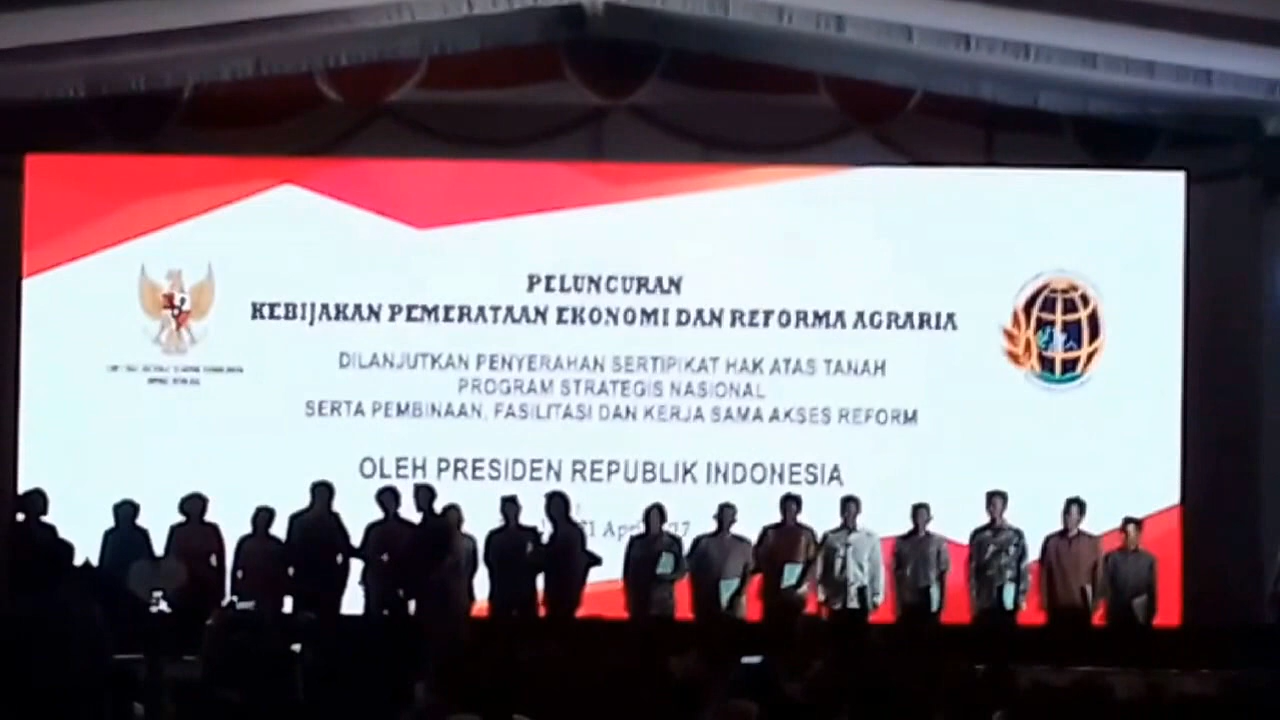 PELUNCURAN
KEBIJAKAN PEMERATAAN EKONOMI DAN REFORMA AGRARIA
DILANJUTKAN PENYERAHAN SERTIPIKAT HAK ATAS TANAH
PROGRAM STRATEGIS NASIONAL
SERTA PEMBINAAN, FASILITASI DAN KERJA SAMA AKSES REFORM
OLEH PRESIDEN REPUBLIK INDONESIA